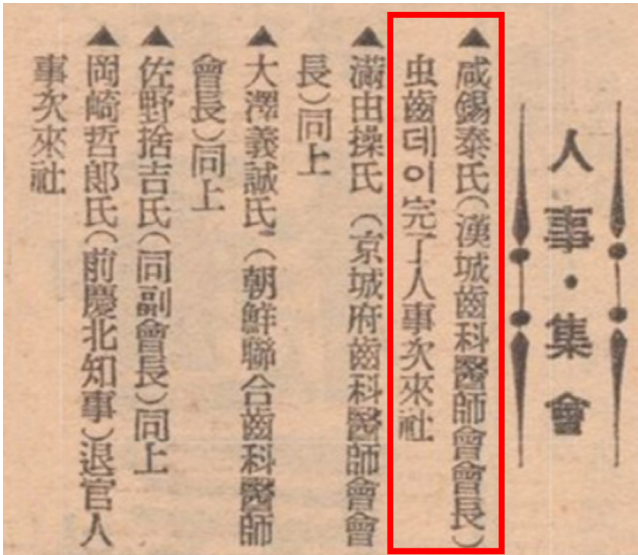 人事・集會
▲咸錫泰氏(漢城齒科醫師會會長)
虫齒데이完了人事次來社
▲滿由操氏(京城府齒科醫師會會
長)同上
▲大澤義誠氏(朝鮮聯合齒科醫師
會長)同上
▲佐野捨吉氏(同副會長)同上
▲岡崎哲郎氏(前慶北知事)退官人
事次來社